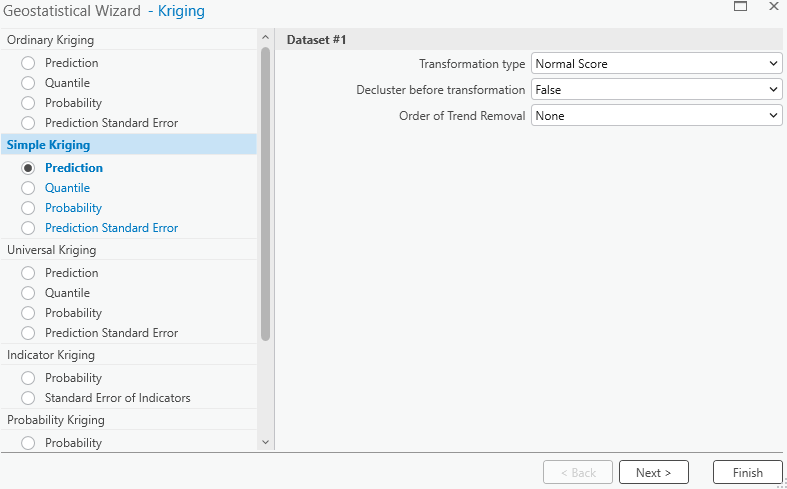 Geostatistical Wizard - Kriging
Ordinary Kriging
Prediction
Quantile
Probability
Prediction Standard Error
Simple Kriging
Prediction
Quantile
Probability
Prediction Standard Error
Universal Kriging
Prediction
Quantile
Probability
Prediction Standard Error
Indicator Kriging
Probability
Standard Error of Indicators
Probability Kriging
Probability
Dataset #1
Transformation type Normal Score
Decluster before transformation False
Order of Trend Removal None
< Back Next > Finish